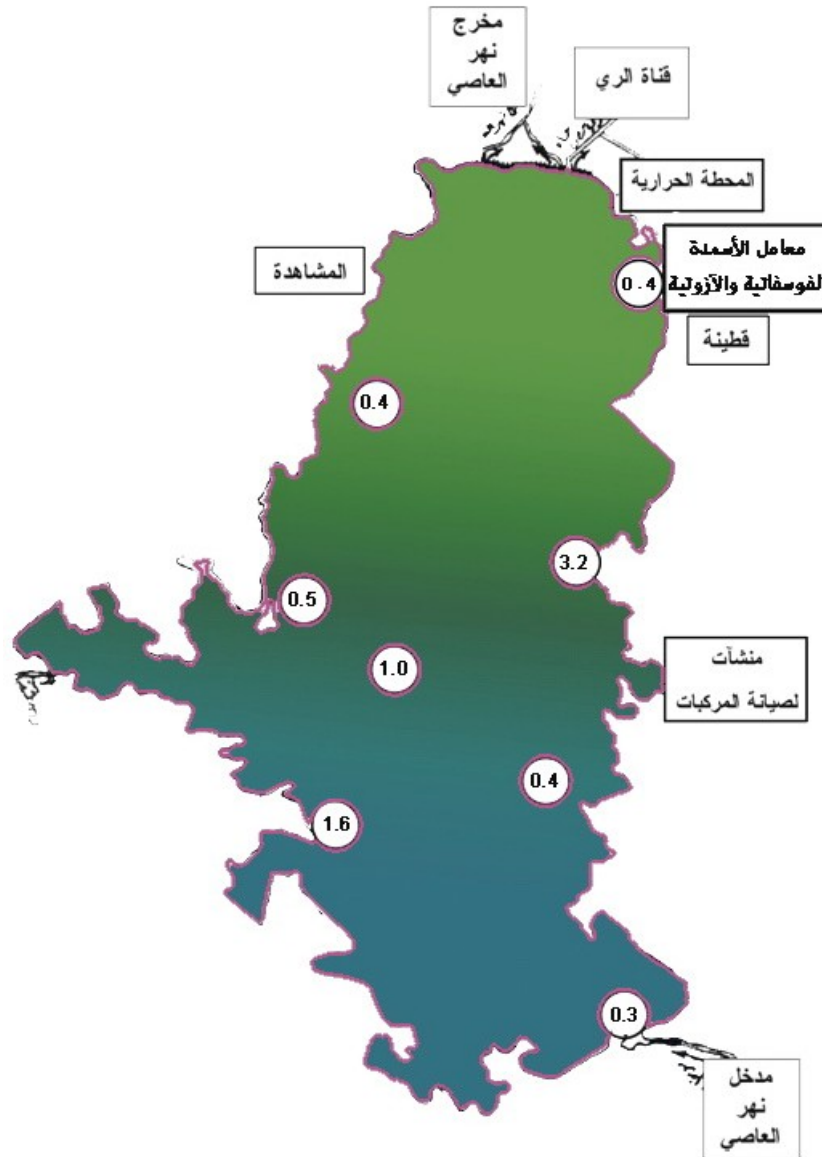 مخرج
نهر
العاصي
قناة الري
المحطة الحرارية
معامل الأسمدة
لفوسفاتية والآزوتية
قطينة
المشاهدة
0.4
0.4
3.2
0.5
1.0
منشآت
لصيانة المركبات
0.4
1.6
0.3
مدخل
نهر
العاصي